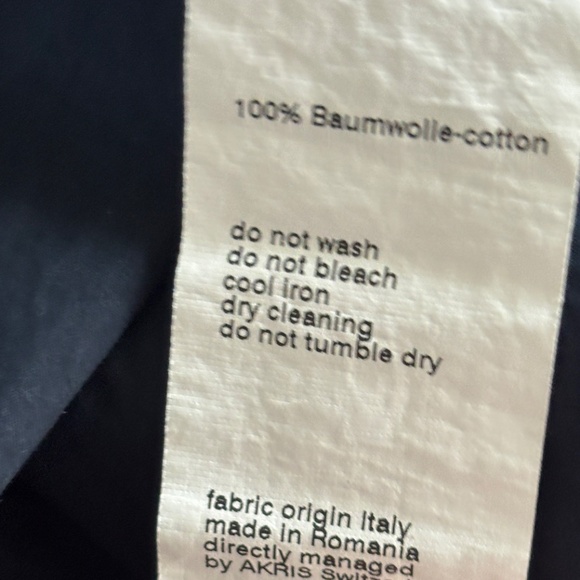 100% Baumwolle-cotton
do not wash
do not bleach
cool iron
dry cleaning
do not tumble dry
fabric origin Italy
made in Romania
directly managed
by AKRIS